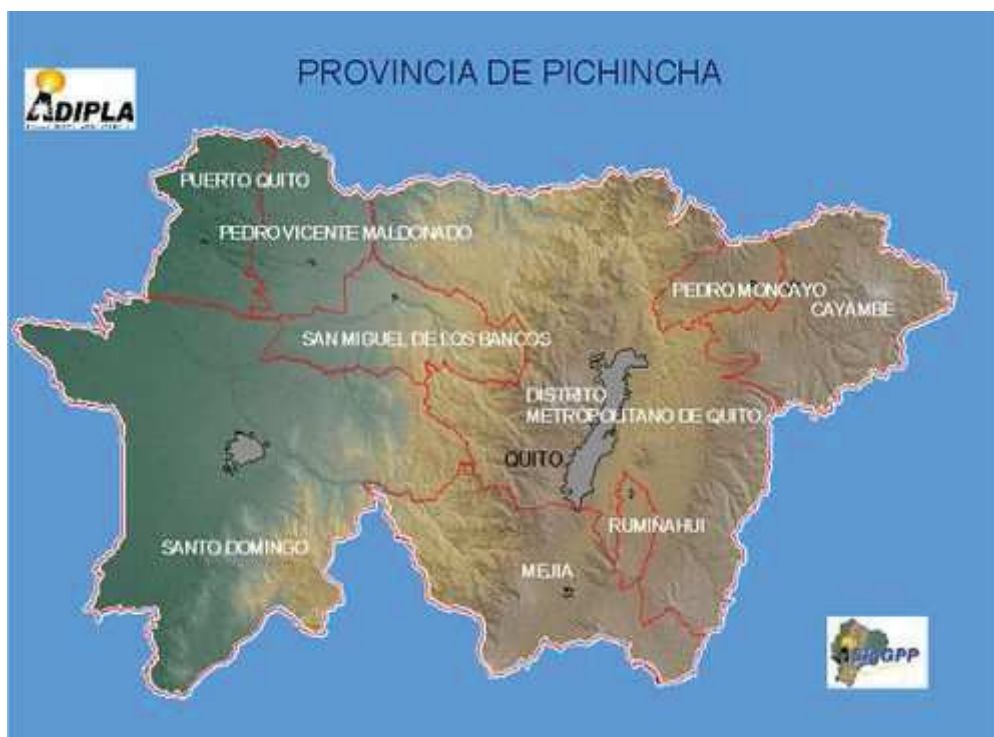 PROVINCIA DE PICHINCHA
ADIPLA
PUERTO QUITO
PEDRO VICENTE MALDONADO
PEDRO MONCAYO
CAYAMBE
SAN MIGUEL DE LOS BANCOS
DISTRITO
METROPOLITANO DE QUITO
QUITO
RUMIÑAHUI
SANTO DOMINGO
MEJIA